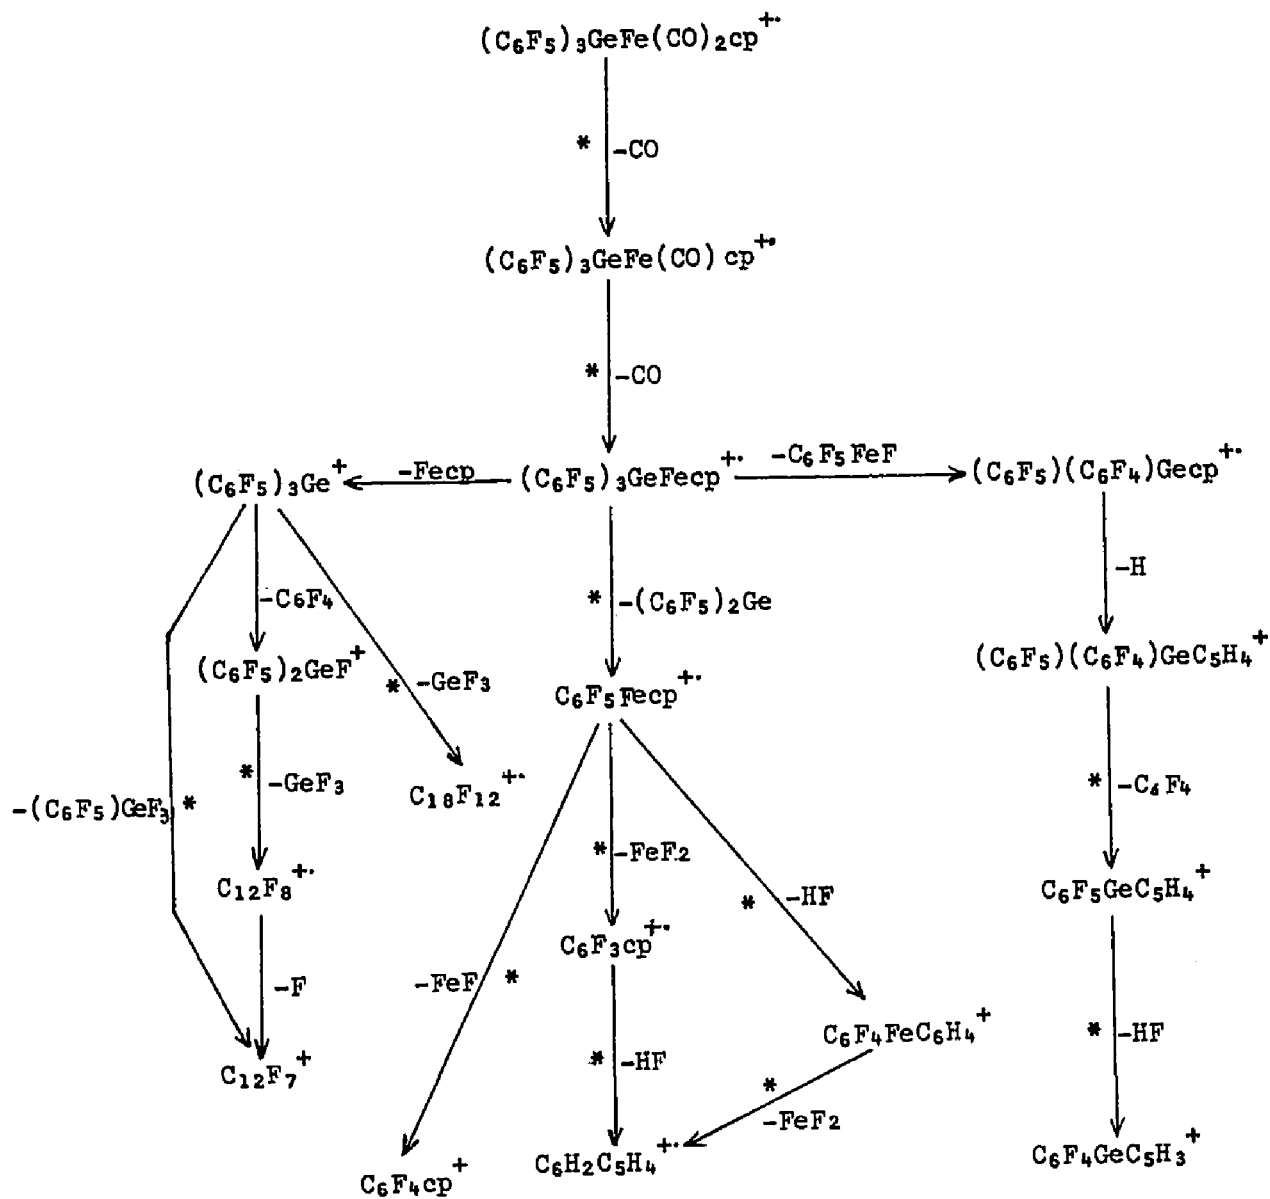 (C₆F₅)₃GeFe(CO)₂cp⁺·
* -CO
(C₆F₅)₃GeFe(CO)cp⁺·
* -CO
(C₆F₅)₃Ge⁺ -Fecp (C₆F₅)₃GeFecp⁺· -C₆F₅FeF (C₆F₅)(C₆F₄)Gecp⁺·
-H
-C₆F₄ * -(C₆F₅)₂Ge
(C₆F₅)₂GeF⁺ * -GeF₃ C₆F₅Fecp⁺· (C₆F₅)(C₆F₄)GeC₅H₄⁺
* -GeF₃ C₁₈F₁₂⁺· * -C₆F₄
-(C₆F₅)GeF₃ *
* -FeF₂
C₁₂F₈⁺· * -HF C₆F₅GeC₅H₄⁺
C₆F₃cp⁺·
-F -FeF *
C₆F₄FeC₆H₄⁺ * -HF
C₁₂F₇⁺ * -HF *
-FeF₂
C₆F₄cp⁺ C₆H₂C₅H₄⁺· C₆F₄GeC₅H₃⁺